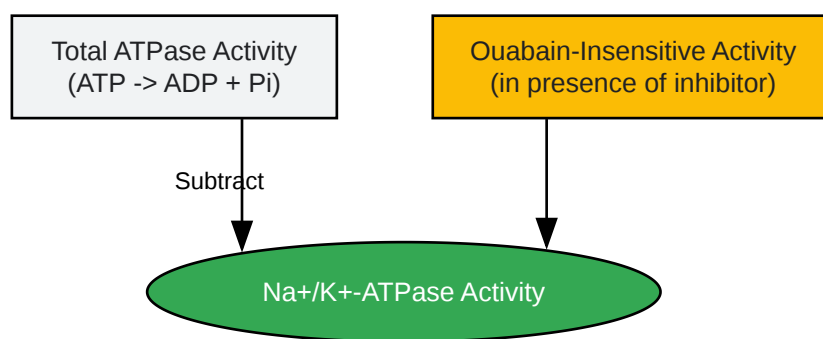 Total ATPase Activity
(ATP -> ADP + Pi)
Ouabain-Insensitive Activity
(in presence of inhibitor)
Subtract
Na+/K+-ATPase Activity